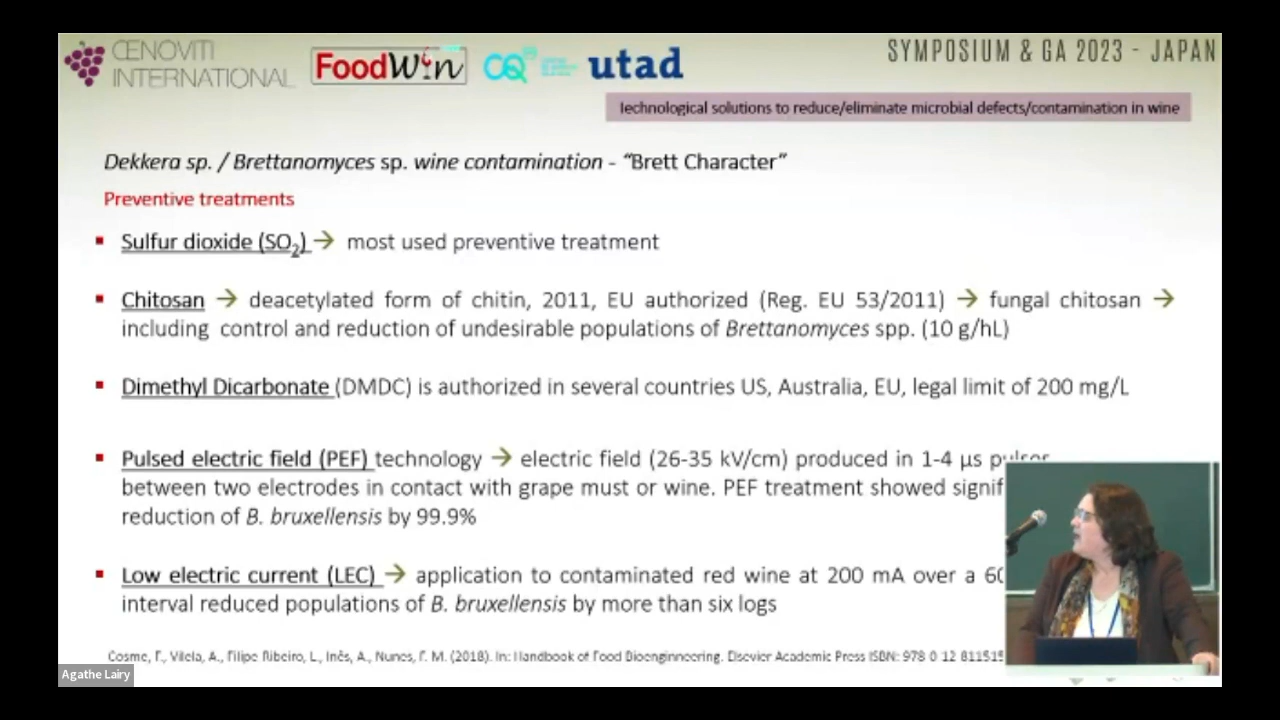 ŒNOVITI
INTERNATIONAL
FoodWin
CQ
utad
SYMPOSIUM & GA 2023 - JAPAN
Technological solutions to reduce/eliminate microbial defects/contamination in wine
Dekkera sp. / Brettanomyces sp. wine contamination - “Brett Character”
Preventive treatments
▪ Sulfur dioxide (SO2) → most used preventive treatment
▪ Chitosan → deacetylated form of chitin, 2011, EU authorized (Reg. EU 53/2011) → fungal chitosan →
including control and reduction of undesirable populations of Brettanomyces spp. (10 g/hL)
▪ Dimethyl Dicarbonate (DMDC) is authorized in several countries US, Australia, EU, legal limit of 200 mg/L
▪ Pulsed electric field (PEF) technology → electric field (26-35 kV/cm) produced in 1-4 µs
between two electrodes in contact with grape must or wine. PEF treatment showed signif
reduction of B. bruxellensis by 99.9%
▪ Low electric current (LEC) → application to contaminated red wine at 200 mA over a
interval reduced populations of B. bruxellensis by more than six logs
Cosme, F., Vilela, A., Filipe Ribeiro, L., Inês, A., Nunes, F. M. (2018). In: Handbook of Food Bioenginneering. Elsevier Academic Press ISBN: 978 0 12 811515
Agathe Lairy